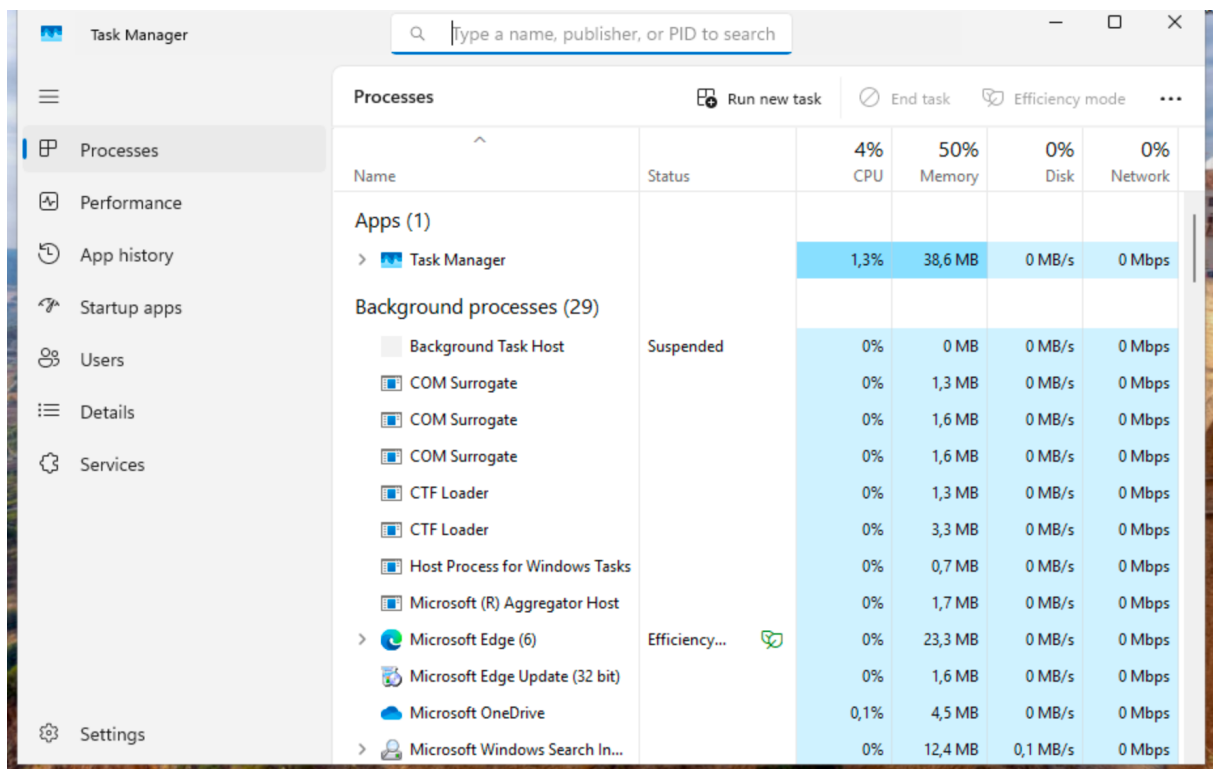 Task Manager
Type a name, publisher, or PID to search
Processes
Run new task
End task
Efficiency mode
Processes
Performance
App history
Startup apps
Users
Details
Services
Settings
4% 50% 0% 0%
Name Status CPU Memory Disk Network
Apps (1)
Task Manager 1,3% 38,6 MB 0 MB/s 0 Mbps
Background processes (29)
Background Task Host Suspended 0% 0 MB 0 MB/s 0 Mbps
COM Surrogate 0% 1,3 MB 0 MB/s 0 Mbps
COM Surrogate 0% 1,6 MB 0 MB/s 0 Mbps
COM Surrogate 0% 1,6 MB 0 MB/s 0 Mbps
CTF Loader 0% 1,3 MB 0 MB/s 0 Mbps
CTF Loader 0% 3,3 MB 0 MB/s 0 Mbps
Host Process for Windows Tasks 0% 0,7 MB 0 MB/s 0 Mbps
Microsoft (R) Aggregator Host 0% 1,7 MB 0 MB/s 0 Mbps
Microsoft Edge (6) Efficiency... 0% 23,3 MB 0 MB/s 0 Mbps
Microsoft Edge Update (32 bit) 0% 1,6 MB 0 MB/s 0 Mbps
Microsoft OneDrive 0,1% 4,5 MB 0 MB/s 0 Mbps
Microsoft Windows Search In... 0% 12,4 MB 0,1 MB/s 0 Mbps